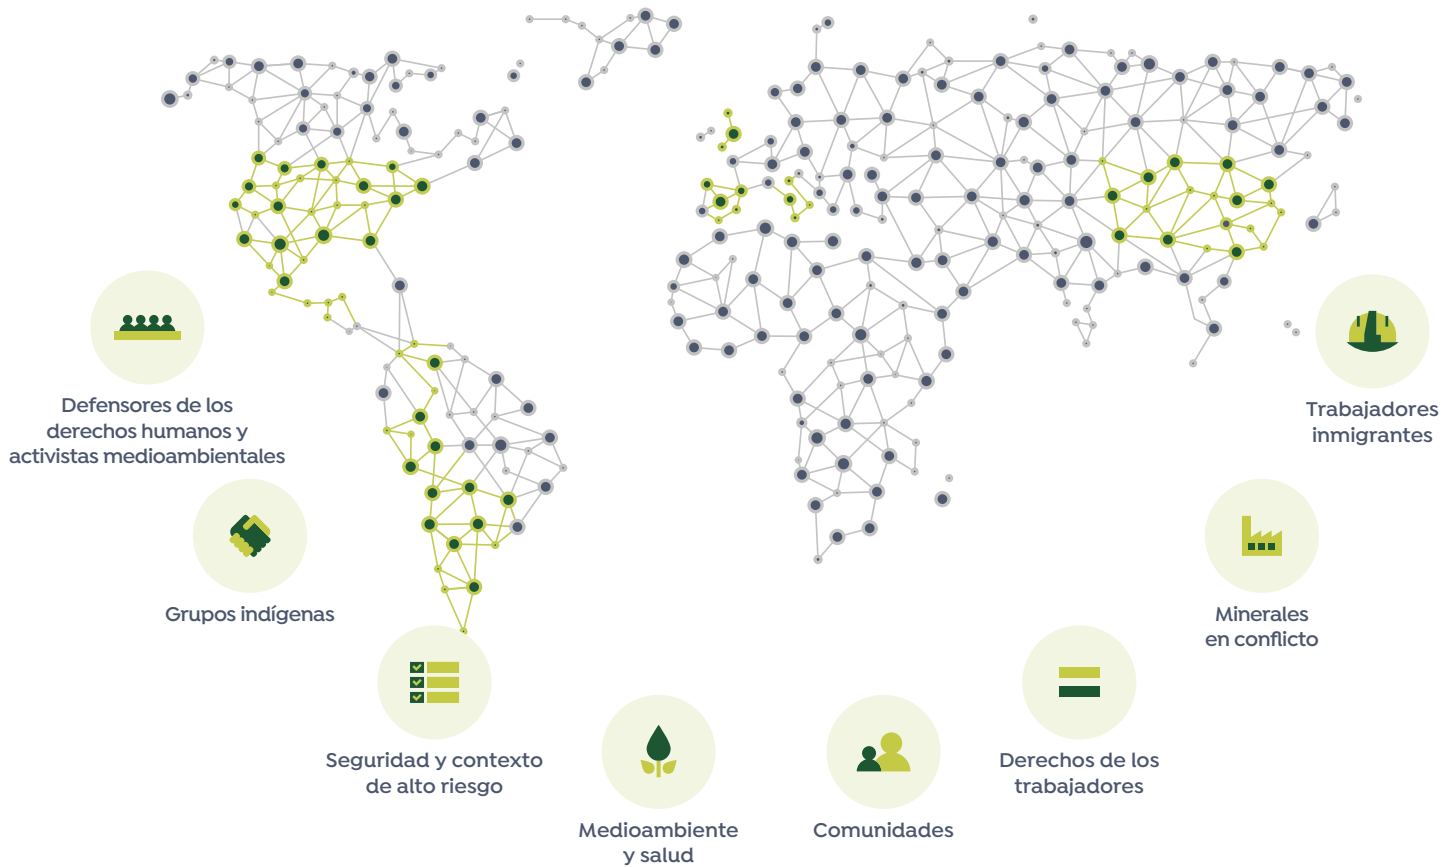 Defensores de los
derechos humanos y
activistas medioambientales
Grupos indígenas
Seguridad y contexto
de alto riesgo
Medioambiente
y salud
Comunidades
Derechos de los
trabajadores
Minerales
en conflicto
Trabajadores
inmigrantes